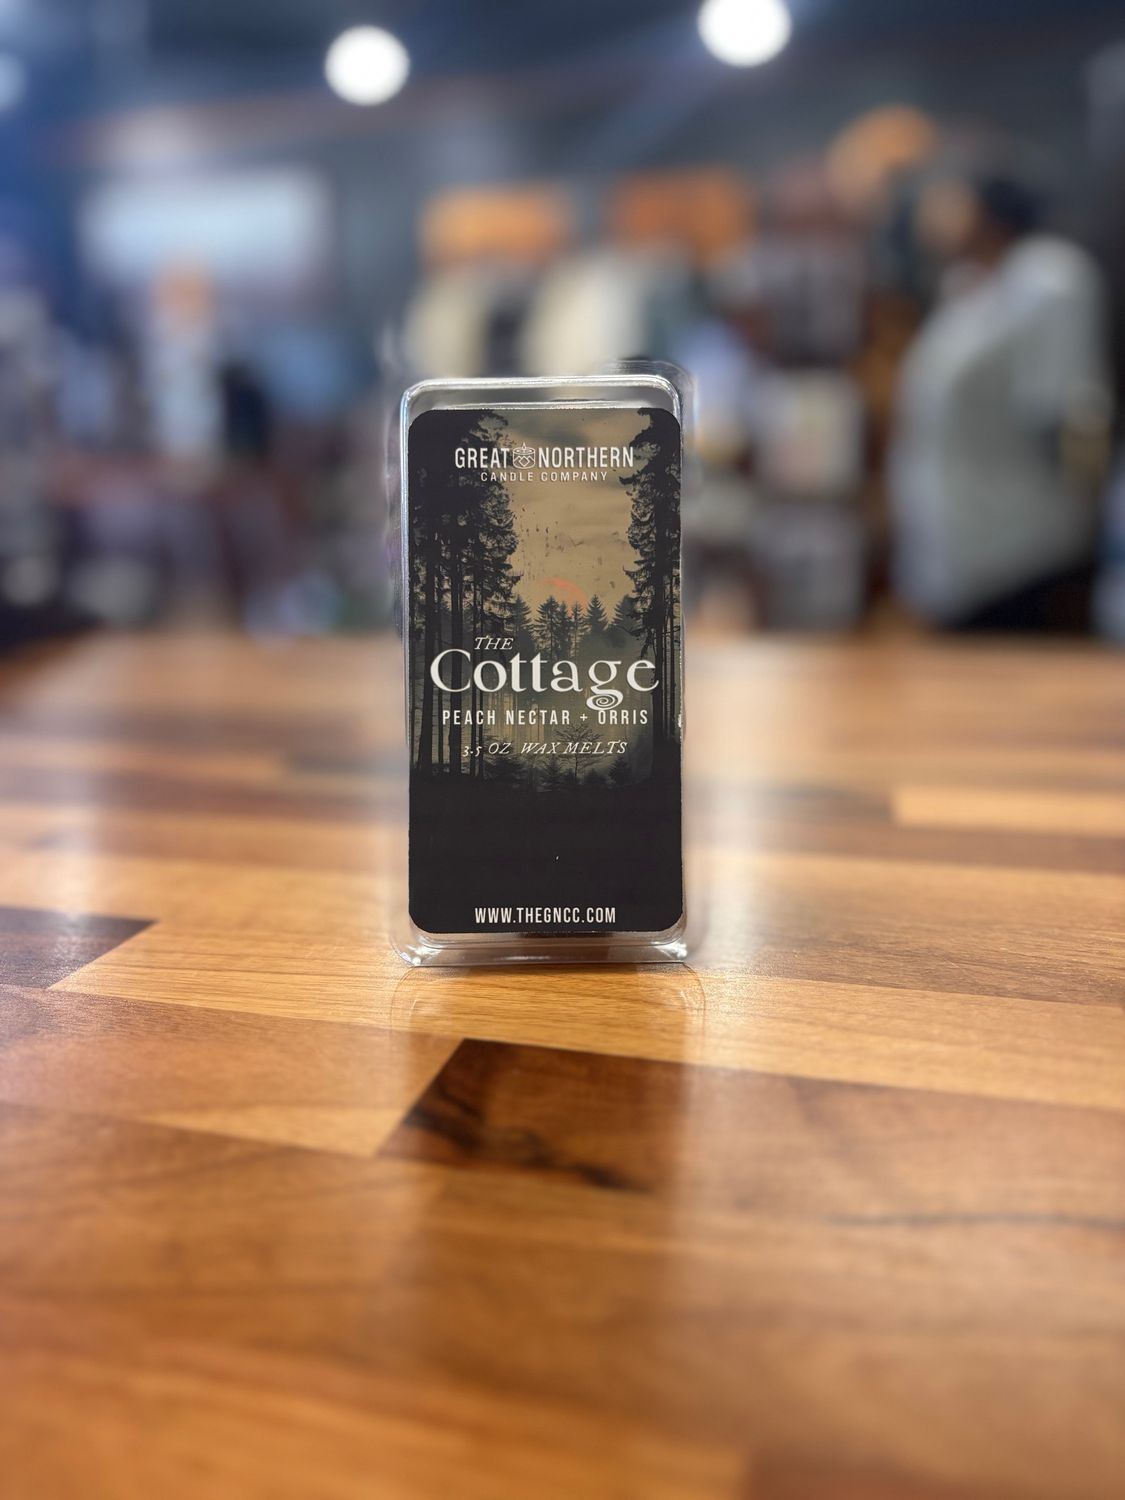 GREAT NORTHERN
CANDLE COMPANY
THE
Cottage
PEACH NECTAR + ORRIS
3.5 OZ WAX MELTS
WWW.THEGNCC.COM